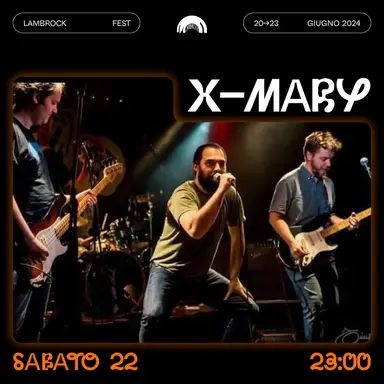 LAMBROCK FEST
20→23 GIUGNO 2024
X—MARY
SABATO 22
23:00